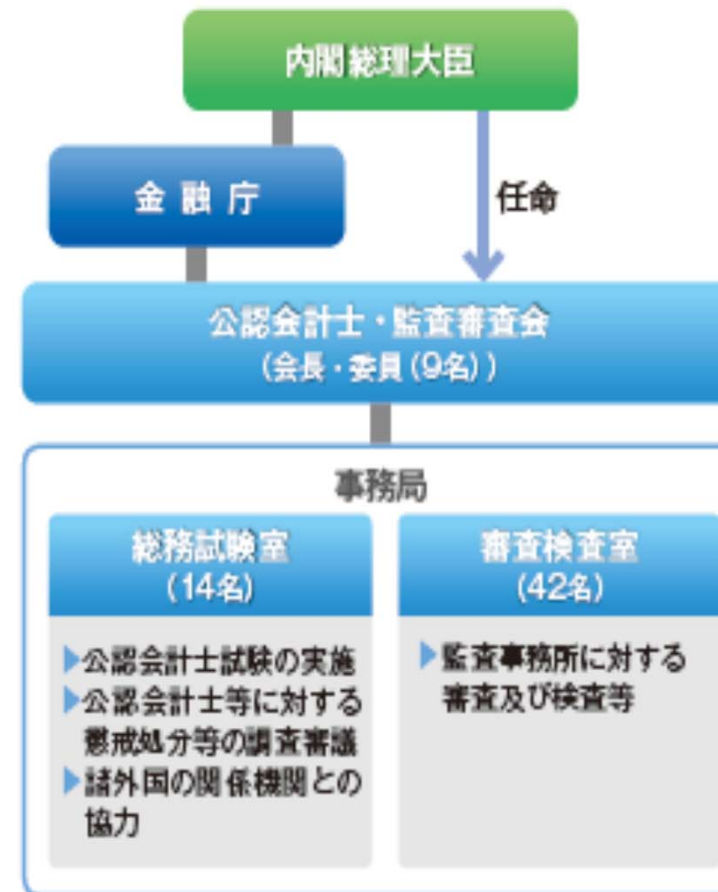 内閣総理大臣
金融庁
任命
公認会計士・監査審査会
(会長・委員(9名))
事務局
総務試験室
(14名)
▶公認会計士試験の実施
▶公認会計士等に対する
懲戒処分等の調査審議
▶諸外国の関係機関との
協力
審査検査室
(42名)
▶監査事務所に対する
審査及び検査等